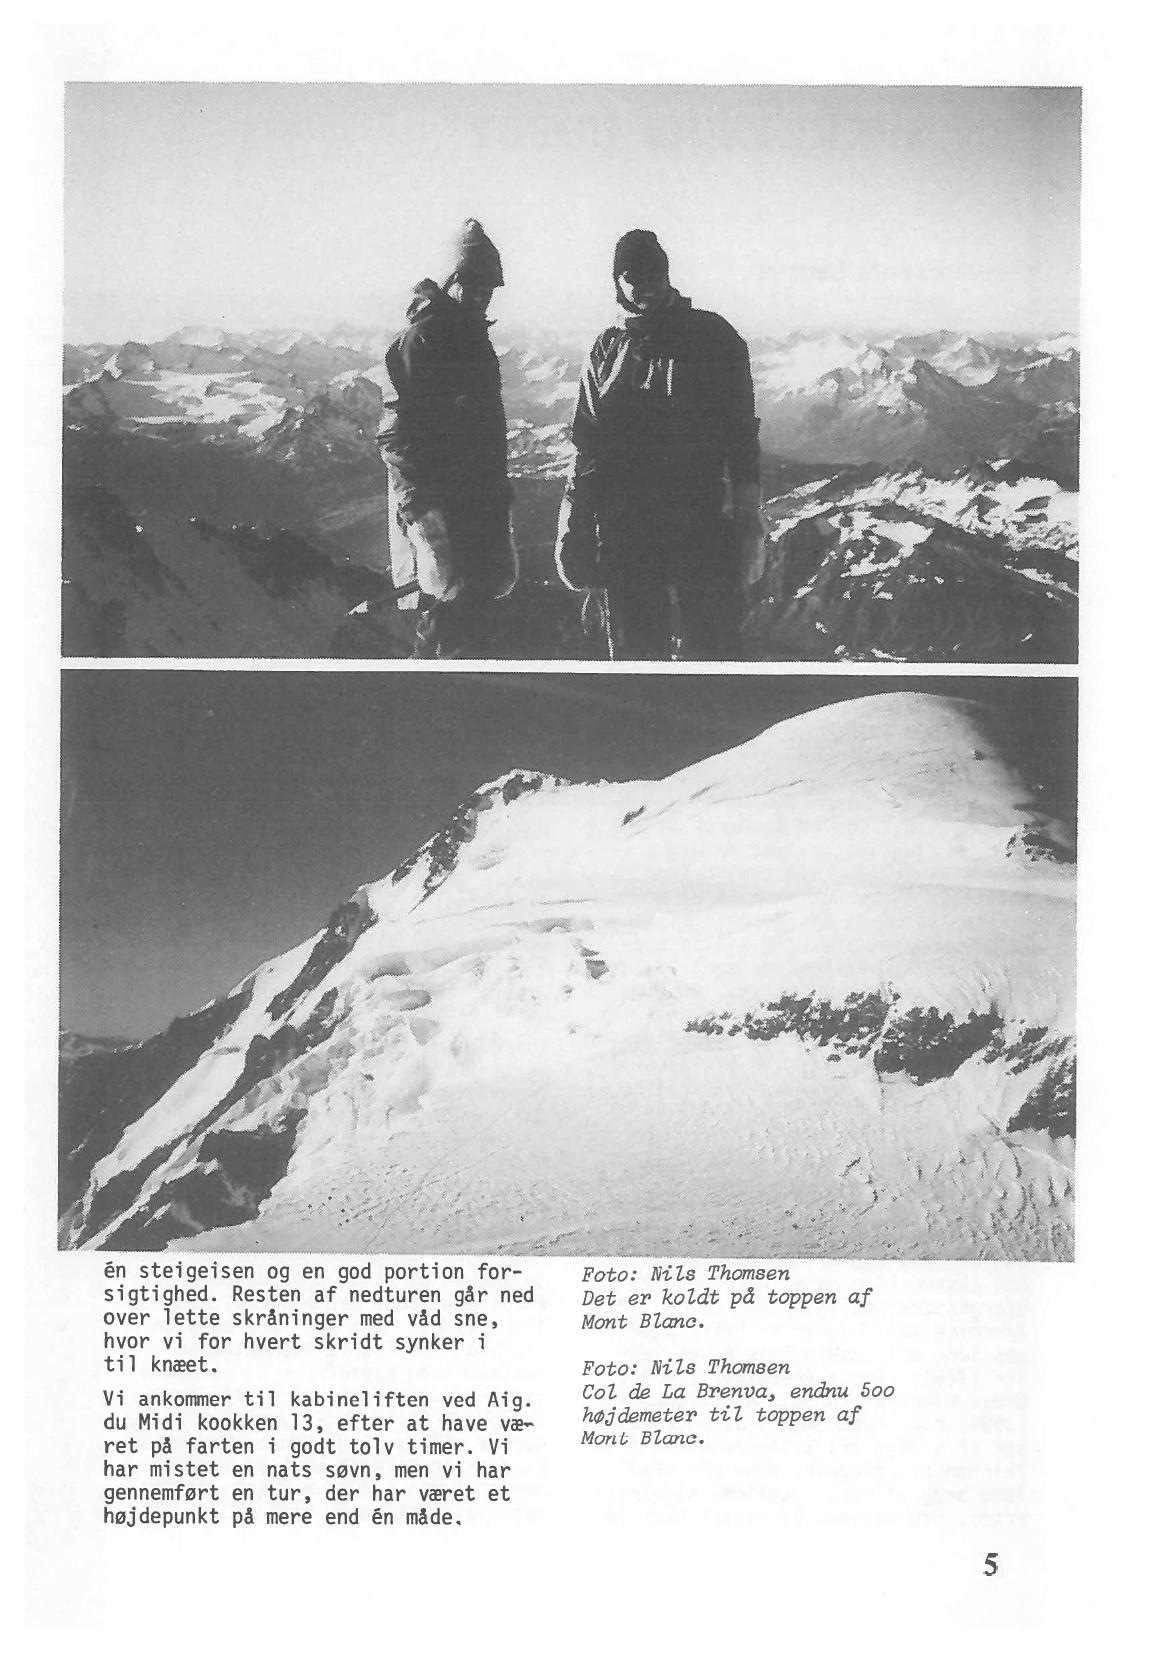 én steigeisen og en god portion for-
sigtighed. Resten af nedturen går ned
over lette skråninger med våd sne,
hvor vi for hvert skridt synker i
til knæet.
Vi ankommer til kabineliften ved Aig.
du Midi kookken 13, efter at have væ-
ret på farten i godt tolv timer. Vi
har mistet en nats søvn, men vi har
gennemført en tur, der har været et
højdepunkt på mere end én måde.
Foto: Nils Thomsen
Det er koldt på toppen af
Mont Blanc.
Foto: Nils Thomsen
Col de La Brenva, endnu 5oo
højdemeter til toppen af
Mont Blanc.
5